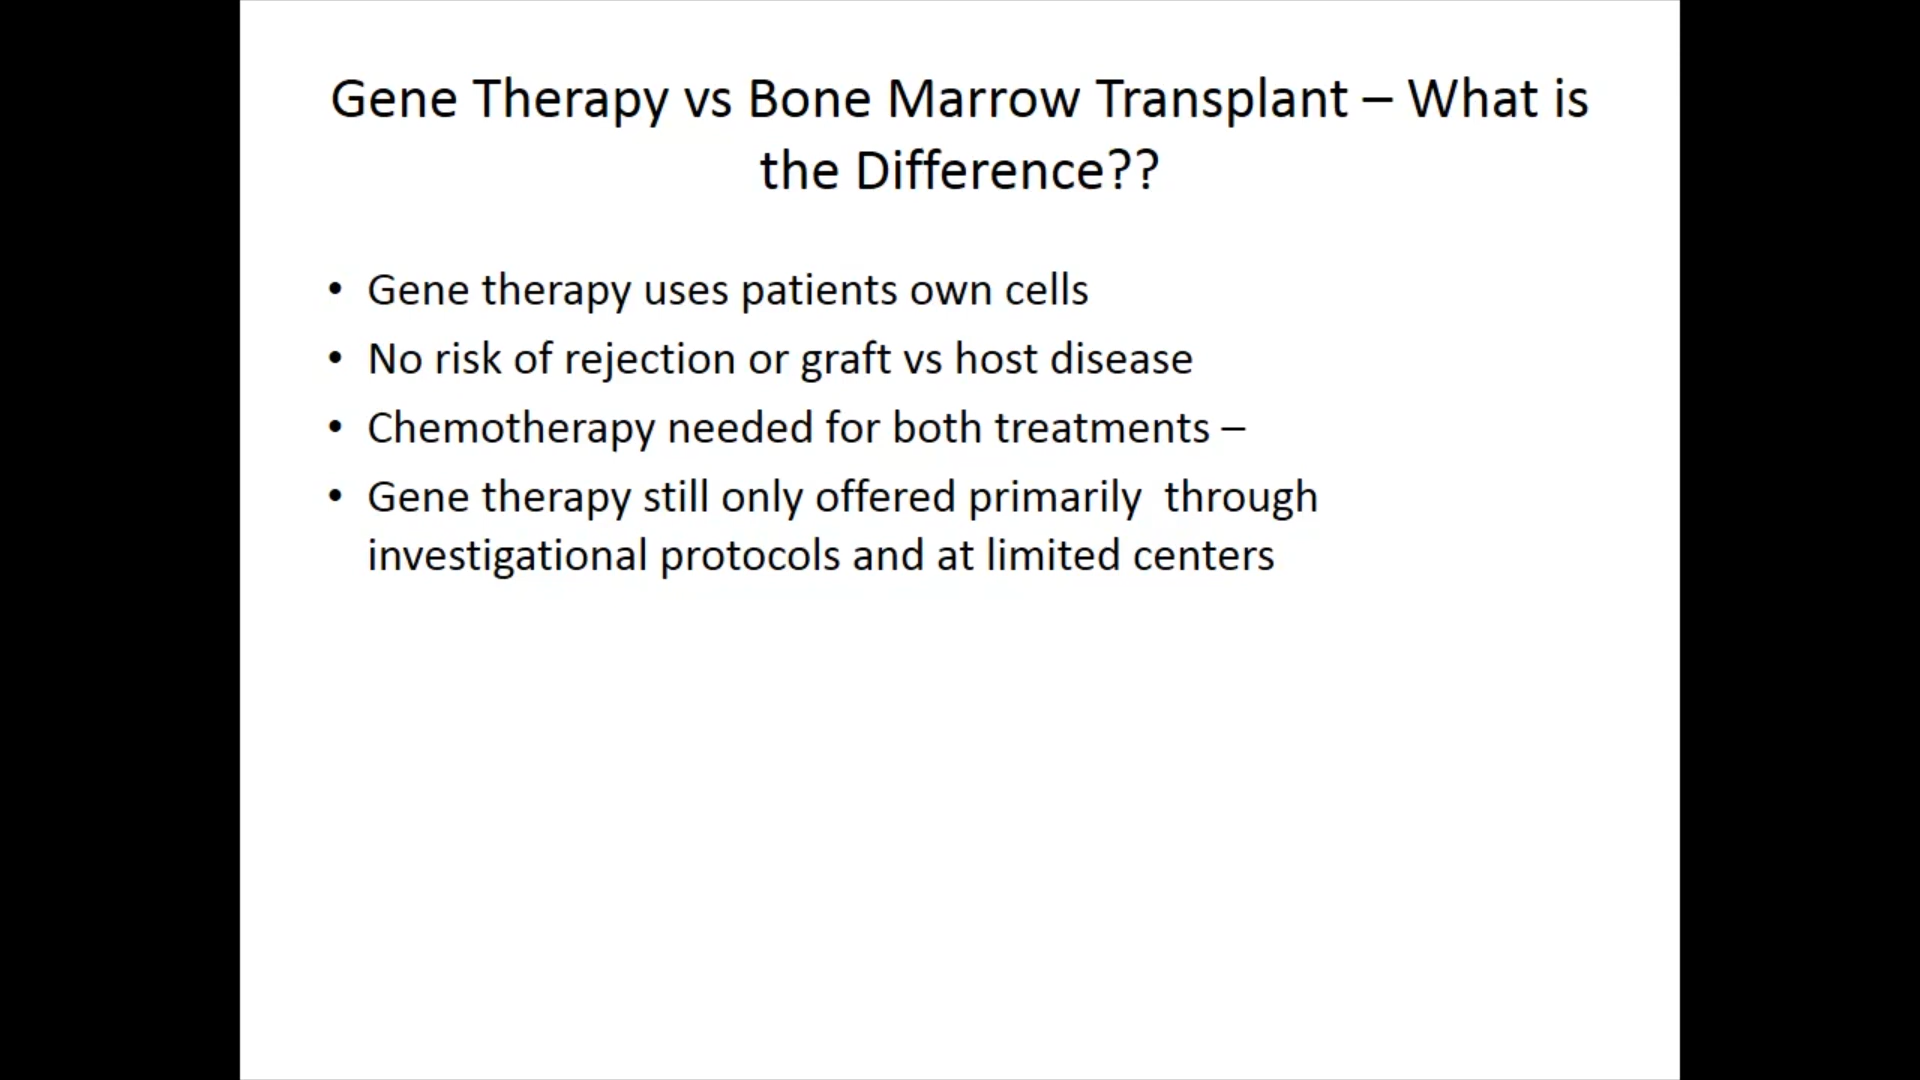 Gene Therapy vs Bone Marrow Transplant – What is
the Difference??
• Gene therapy uses patients own cells
• No risk of rejection or graft vs host disease
• Chemotherapy needed for both treatments –
• Gene therapy still only offered primarily  through
investigational protocols and at limited centers